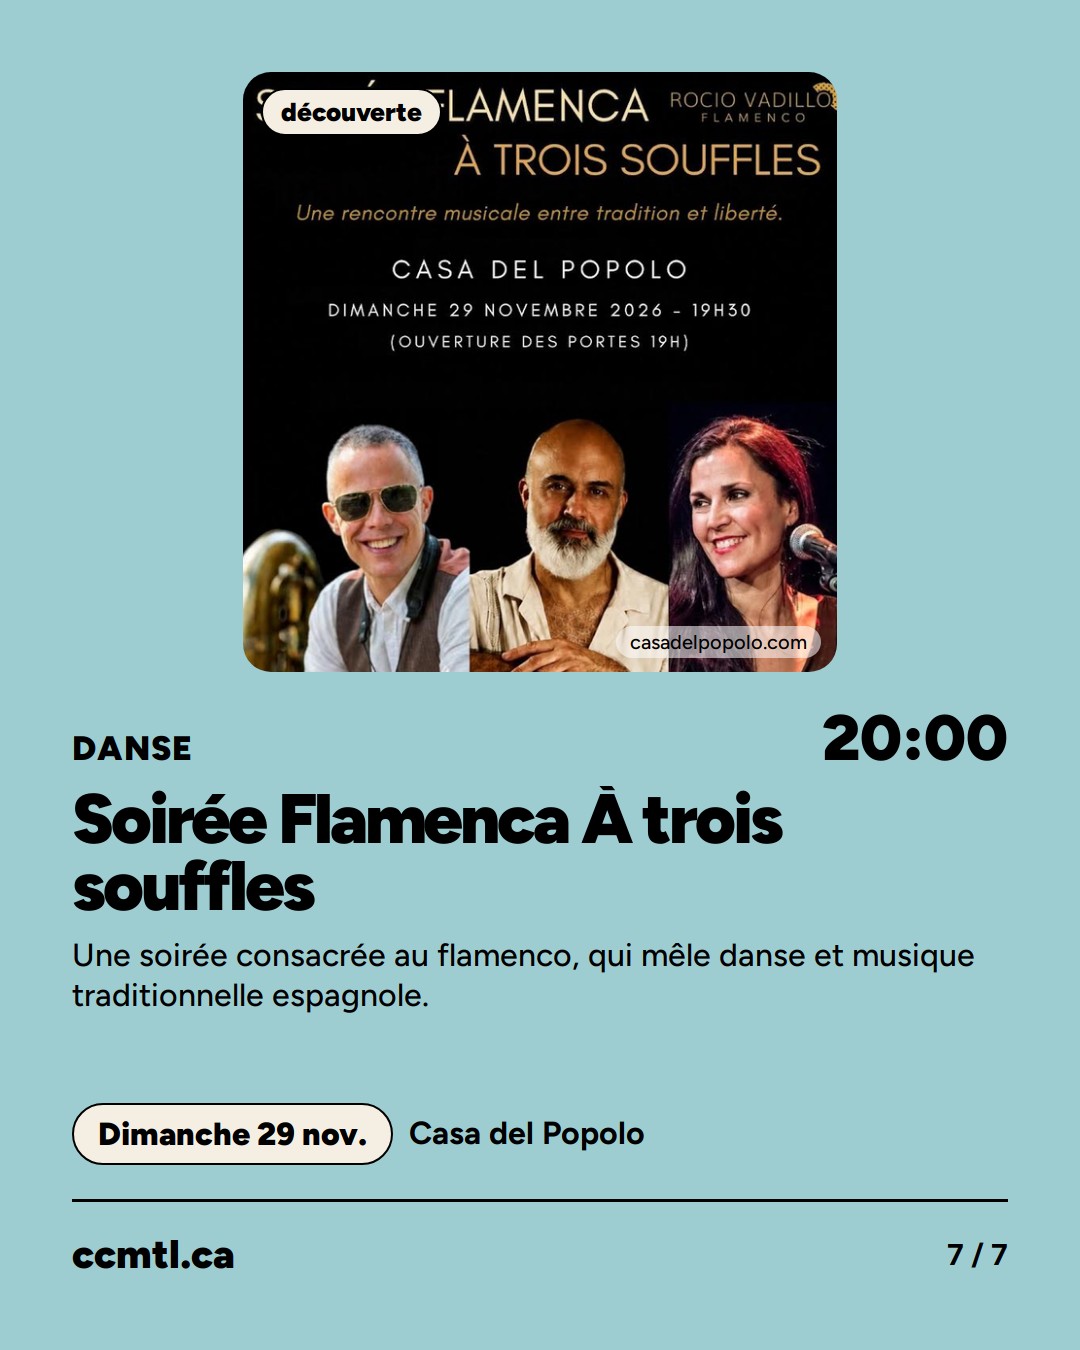 découverte
FLAMENCA
ROCIO VADILLO
FLAMENCO
À TROIS SOUFFLES
Une rencontre musicale entre tradition et liberté.
CASA DEL POPOLO
DIMANCHE 29 NOVEMBRE 2026 - 19H30
(OUVERTURE DES PORTES 19H)
casadelpopolo.com
DANSE
20:00
Soirée Flamenca À trois
souffles
Une soirée consacrée au flamenco, qui mêle danse et musique
traditionnelle espagnole.
Dimanche 29 nov.
Casa del Popolo
ccmtl.ca
7 / 7